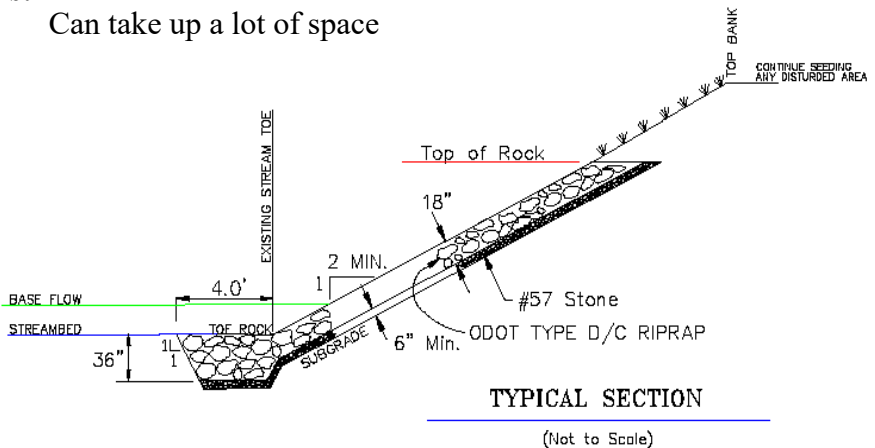 Can take up a lot of space
TOP BANK
CONTINUE SEEDING
ANY DISTURDED AREA
EXISTING STREAM TOE
Top of Rock
18"
2 MIN.
1
4.0'
BASE FLOW
#57 Stone
STREAMBED
TOE ROCK
ODOT TYPE D/C RIPRAP
6" Min.
SUBGRADE
36"
1
1
TYPICAL SECTION
(Not to Scale)